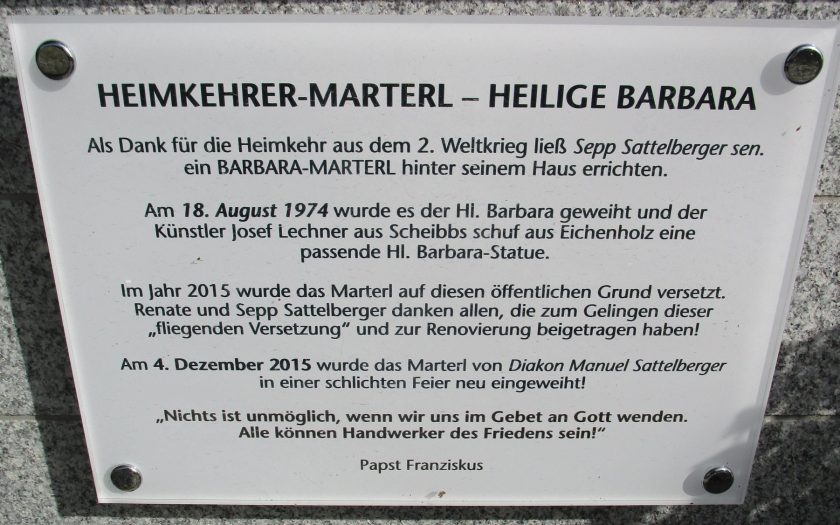 HEIMKEHRER-MARTERL – HEILIGE BARBARA
Als Dank für die Heimkehr aus dem 2. Weltkrieg ließ Sepp Sattelberger sen.
ein BARBARA-MARTERL hinter seinem Haus errichten.
Am 18. August 1974 wurde es der Hl. Barbara geweiht und der
Künstler Josef Lechner aus Scheibbs schuf aus Eichenholz eine
passende Hl. Barbara-Statue.
Im Jahr 2015 wurde das Marterl auf diesen öffentlichen Grund versetzt.
Renate und Sepp Sattelberger danken allen, die zum Gelingen dieser
„fliegenden Versetzung“ und zur Renovierung beigetragen haben!
Am 4. Dezember 2015 wurde das Marterl von Diakon Manuel Sattelberger
in einer schlichten Feier neu eingeweiht!
„Nichts ist unmöglich, wenn wir uns im Gebet an Gott wenden.
Alle können Handwerker des Friedens sein!“
Papst Franziskus